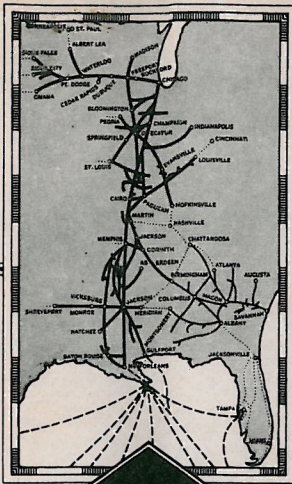 MINNEAPOLIS
ST. PAUL
ALBERT LEA
MADISON
SIOUX FALLS
WATERLOO
FREEPORT
ROCKFORD
SIOUX CITY
FT. DODGE
CHICAGO
OMAHA
CEDAR RAPIDS
DUBUQUE
BLOOMINGTON
PEORIA
CHAMPAIGN
INDIANAPOLIS
SPRINGFIELD
DECATUR
CINCINNATI
EVANSVILLE
LOUISVILLE
ST. LOUIS
CAIRO
PADUCAH
HOPKINSVILLE
MARTIN
NASHVILLE
MEMPHIS
JACKSON
CHATTANOOGA
CORINTH
ABERDEEN
ATLANTA
BIRMINGHAM
AUGUSTA
VICKSBURG
JACKSON
COLUMBUS
MACON
SHREVEPORT
MONROE
MERIDIAN
SAVANNAH
ALBANY
NATCHEZ
MONTGOMERY
GULFPORT
BATON ROUGE
JACKSONVILLE
NEW ORLEANS
TAMPA
MIAMI